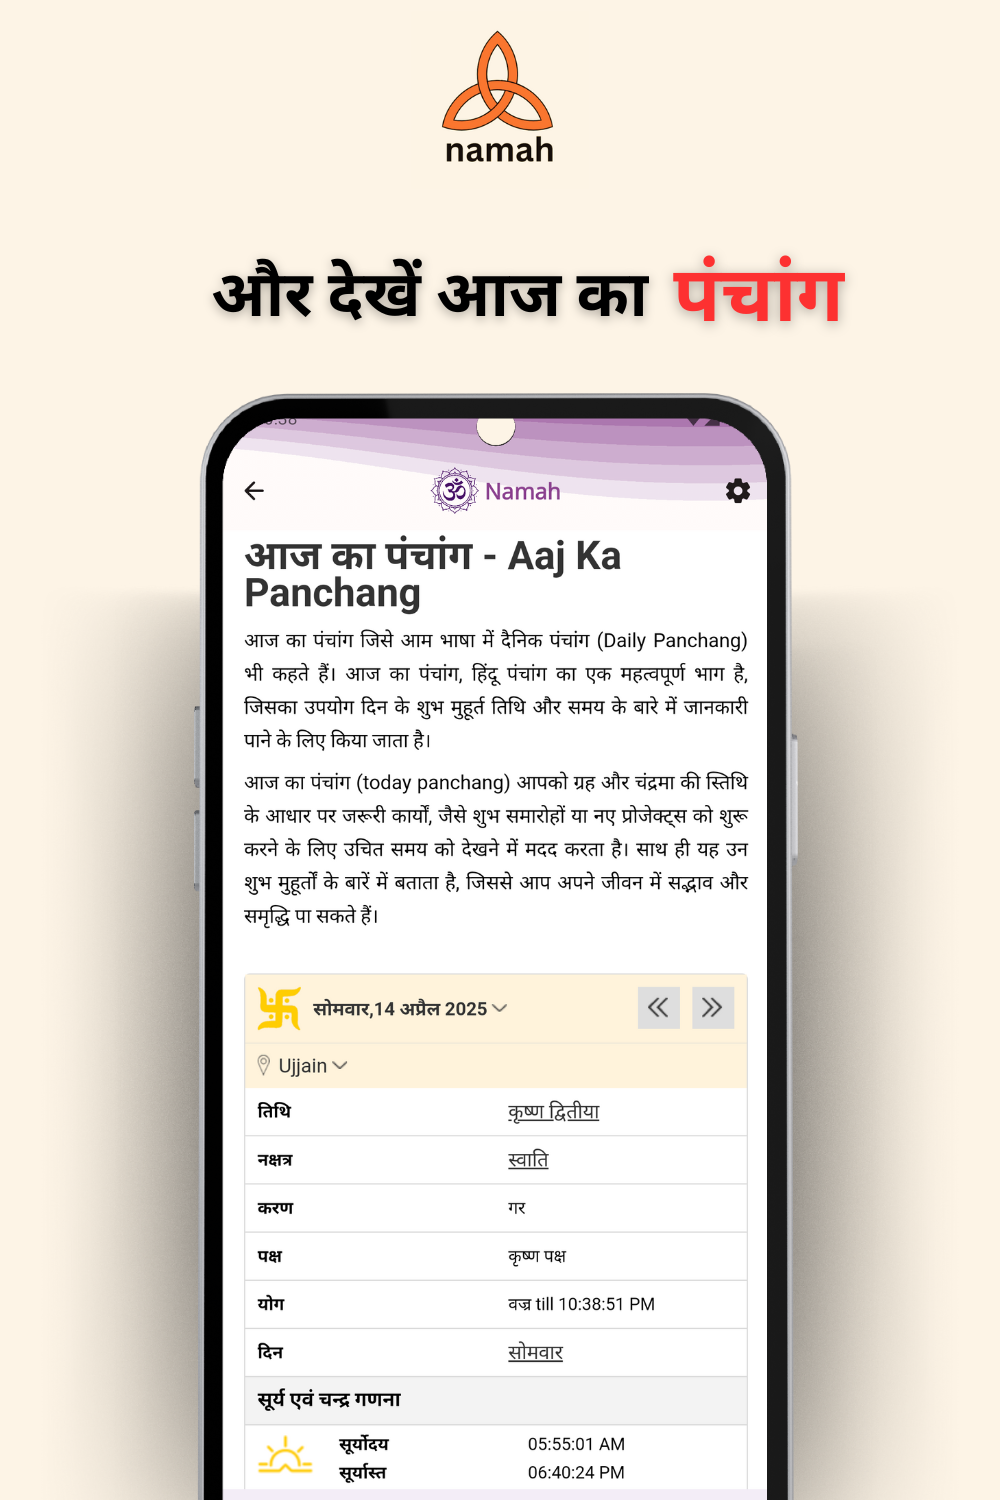 namah
और देखें आज का पंचांग
Namah
आज का पंचांग - Aaj Ka
Panchang
आज का पंचांग जिसे आम भाषा में दैनिक पंचांग (Daily Panchang)
भी कहते हैं। आज का पंचांग, हिंदू पंचांग का एक महत्वपूर्ण भाग है,
जिसका उपयोग दिन के शुभ मुहूर्त तिथि और समय के बारे में जानकारी
पाने के लिए किया जाता है।
आज का पंचांग (today panchang) आपको ग्रह और चंद्रमा की स्तिथि
के आधार पर जरूरी कार्यों, जैसे शुभ समारोहों या नए प्रोजेक्ट्स को शुरू
करने के लिए उचित समय को देखने में मदद करता है। साथ ही यह उन
शुभ मुहूर्तों के बारें में बताता है, जिससे आप अपने जीवन में सद्भाव और
समृद्धि पा सकते हैं।
सोमवार,14 अप्रैल 2025
Ujjain
तिथि कृष्ण द्वितीया
नक्षत्र स्वाति
करण गर
पक्ष कृष्ण पक्ष
योग वज्र till 10:38:51 PM
दिन सोमवार
सूर्य एवं चन्द्र गणना
सूर्योदय 05:55:01 AM
सूर्यास्त 06:40:24 PM